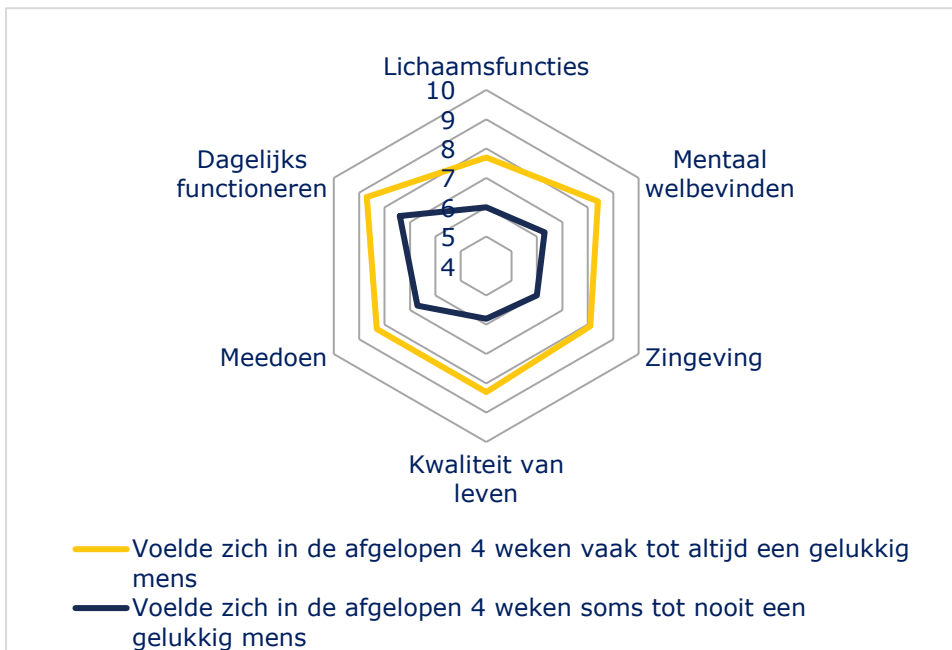 Lichaamsfuncties
10
9
8
7
6
5
4
Mentaal
welbevinden
Zingeving
Kwaliteit van
leven
Meedoen
Dagelijks
functioneren
Voelde zich in de afgelopen 4 weken vaak tot altijd een gelukkig
mens
Voelde zich in de afgelopen 4 weken soms tot nooit een
gelukkig mens